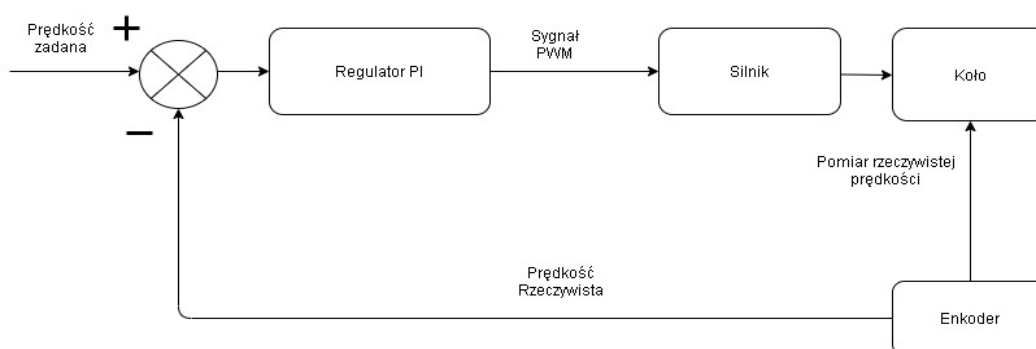 Prędkość
zadana
+
Regulator PI
Sygnał
PWM
Silnik
Koło
−
Pomiar rzeczywistej
prędkości
Prędkość
Rzeczywista
Enkoder